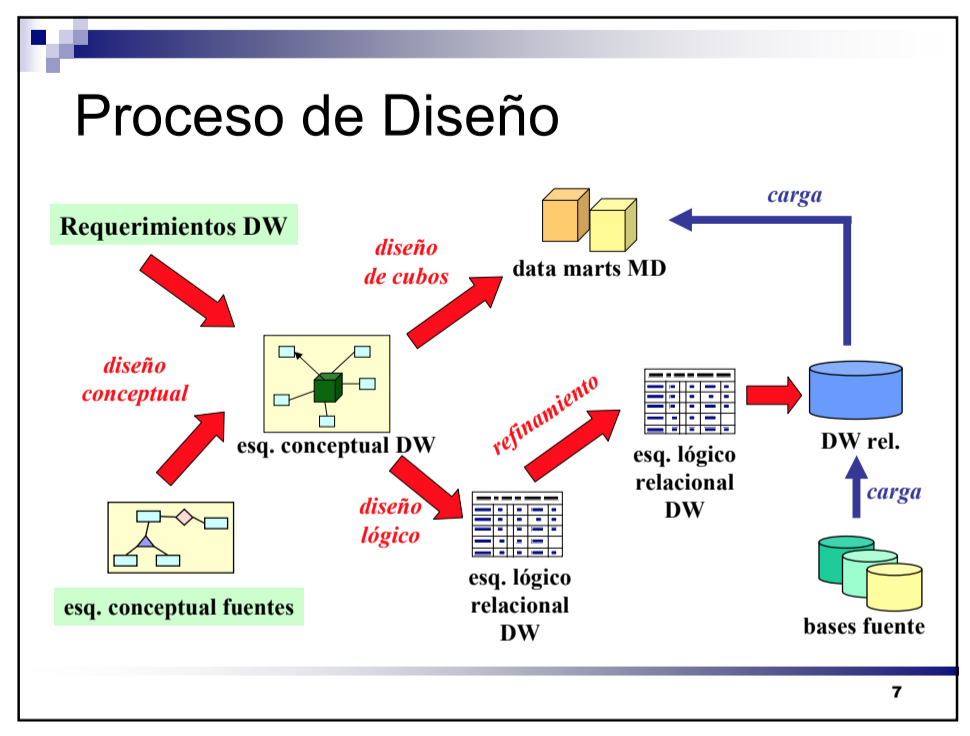 Proceso de Diseño
Requerimientos DW
diseño
de cubos
data marts MD
carga
diseño
conceptual
esq. conceptual DW
refinamiento
esq. lógico
relacional
DW
DW rel.
carga
diseño
lógico
esq. lógico
relacional
DW
esq. conceptual fuentes
bases fuente
7